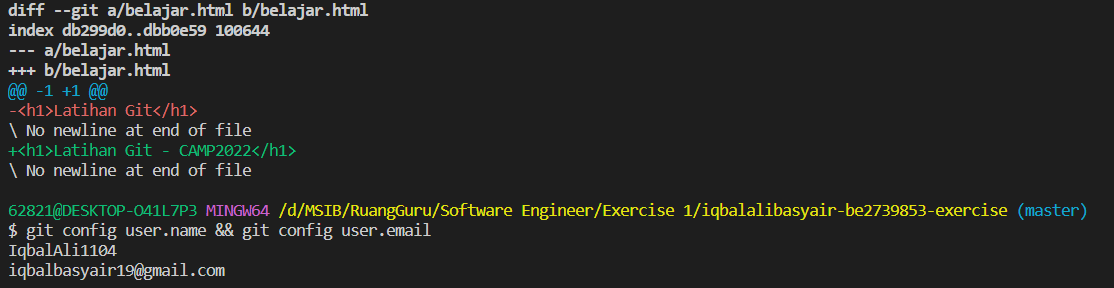 diff --git a/belajar.html b/belajar.html
index db299d0..dbb0e59 100644
--- a/belajar.html
+++ b/belajar.html
@@ -1 +1 @@
-<h1>Latihan Git</h1>
\ No newline at end of file
+<h1>Latihan Git - CAMP2022</h1>
\ No newline at end of file
62821@DESKTOP-O41L7P3 MINGW64 /d/MSIB/RuangGuru/Software Engineer/Exercise 1/iqbalalibasyair-be2739853-exercise (master)
$ git config user.name && git config user.email
IqbalAli1104
iqbalbasyair19@gmail.com